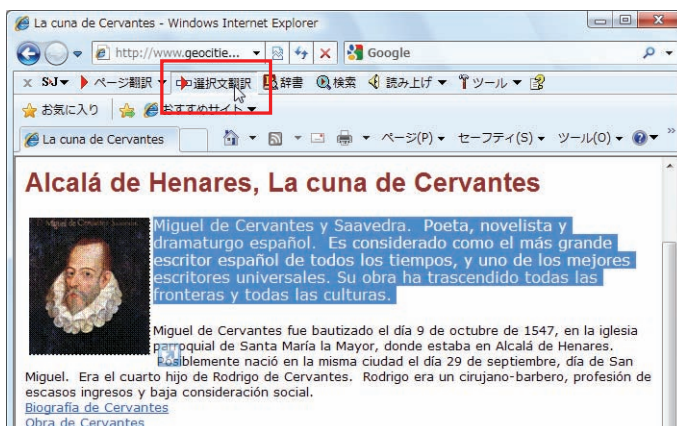 La cuna de Cervantes - Windows Internet Explorer
http://www.geocitie... Google
x S›J ページ翻訳 選択文翻訳 辞書 検索 読み上げ ツール
お気に入り おすすめサイト
La cuna de Cervantes ページ(P) セーフティ(S) ツール(O) »
Alcalá de Henares, La cuna de Cervantes
Miguel de Cervantes y Saavedra. Poeta, novelista y
dramaturgo español. Es considerado como el más grande
escritor español de todos los tiempos, y uno de los mejores
escritores universales. Su obra ha trascendido todas las
fronteras y todas las culturas.
Miguel de Cervantes fue bautizado el día 9 de octubre de 1547, en la iglesia
parroquial de Santa María la Mayor, donde estaba en Alcalá de Henares.
Posiblemente nació en la misma ciudad el día 29 de septiembre, día de San
Miguel. Era el cuarto hijo de Rodrigo de Cervantes. Rodrigo era un cirujano-barbero, profesión de
escasos ingresos y baja consideración social.
Biografía de Cervantes
Obra de Cervantes